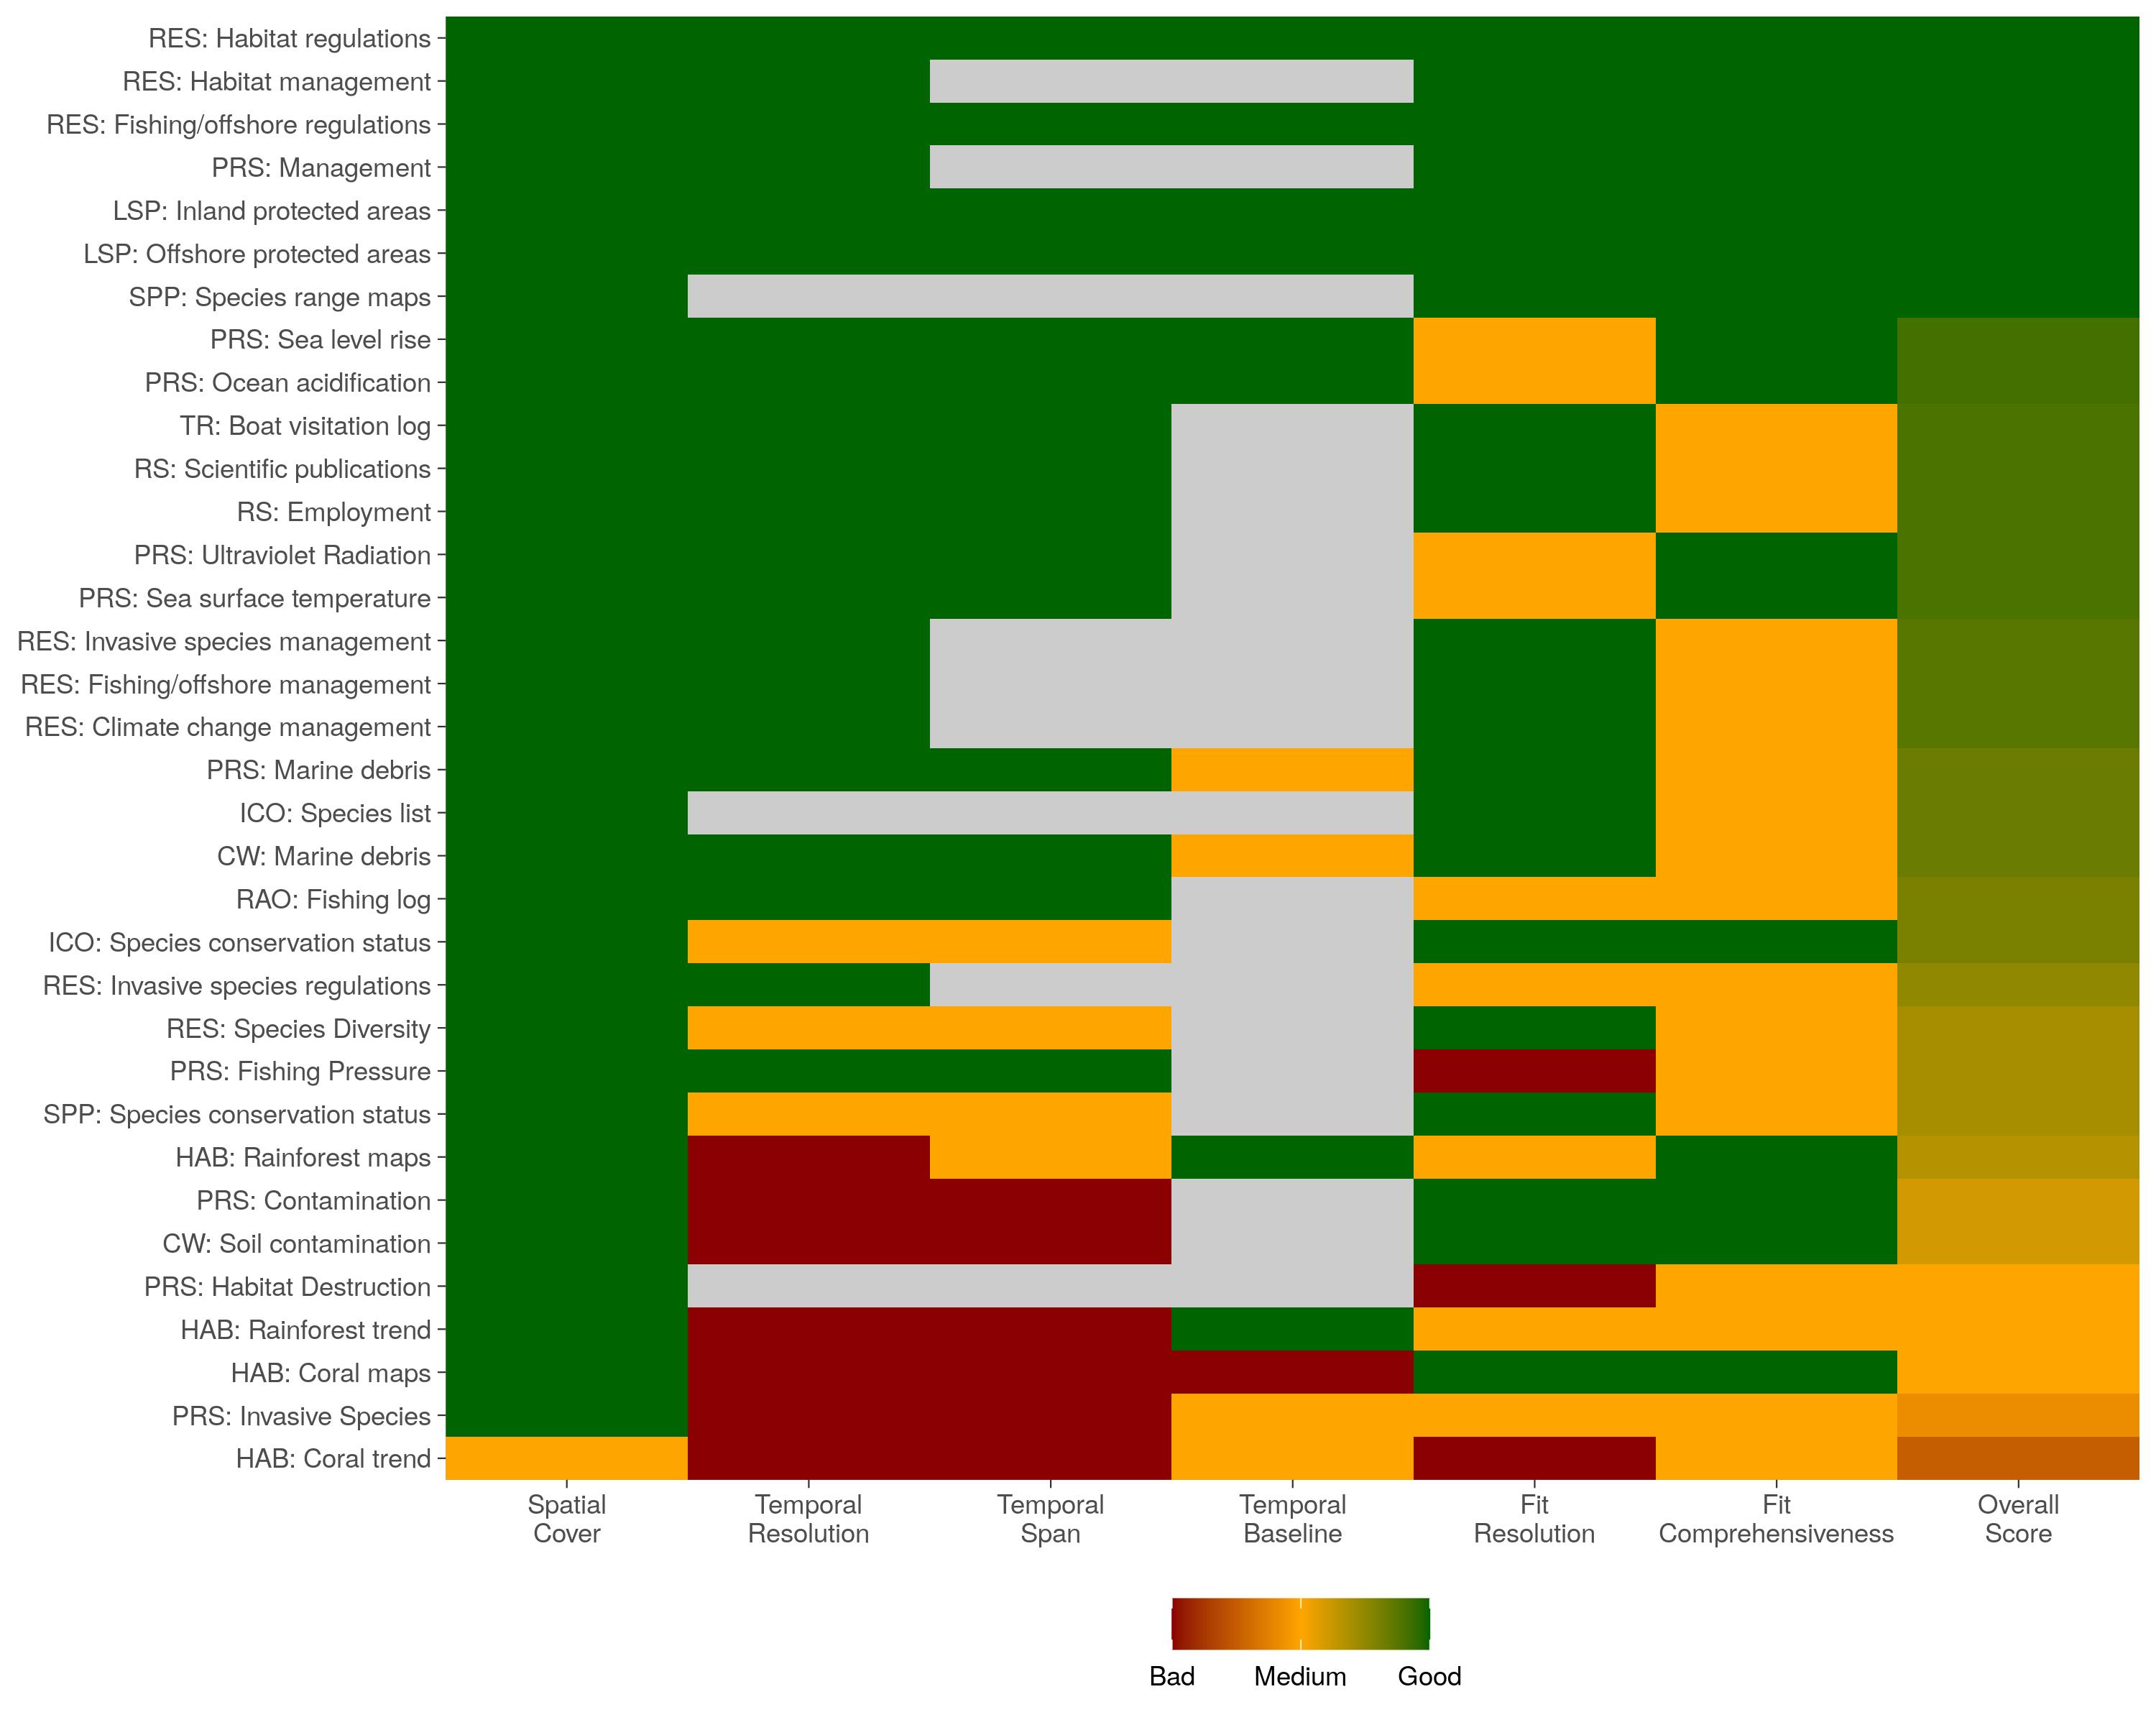 RES: Habitat regulations
RES: Habitat management
RES: Fishing/offshore regulations
PRS: Management
LSP: Inland protected areas
LSP: Offshore protected areas
SPP: Species range maps
PRS: Sea level rise
PRS: Ocean acidification
TR: Boat visitation log
RS: Scientific publications
RS: Employment
PRS: Ultraviolet Radiation
PRS: Sea surface temperature
RES: Invasive species management
RES: Fishing/offshore management
RES: Climate change management
PRS: Marine debris
ICO: Species list
CW: Marine debris
RAO: Fishing log
ICO: Species conservation status
RES: Invasive species regulations
RES: Species Diversity
PRS: Fishing Pressure
SPP: Species conservation status
HAB: Rainforest maps
PRS: Contamination
CW: Soil contamination
PRS: Habitat Destruction
HAB: Rainforest trend
HAB: Coral maps
PRS: Invasive Species
HAB: Coral trend
Spatial
Cover
Temporal
Resolution
Temporal
Span
Temporal
Baseline
Fit
Resolution
Fit
Comprehensiveness
Overall
Score
Bad
Medium
Good